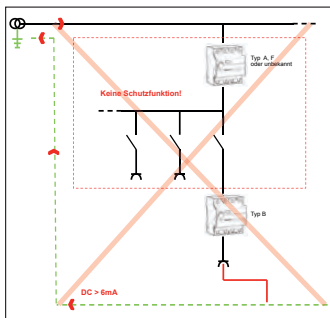 Typ A, F
oder unbekannt
Keine Schutzfunktion!
Typ B
DC > 6mA